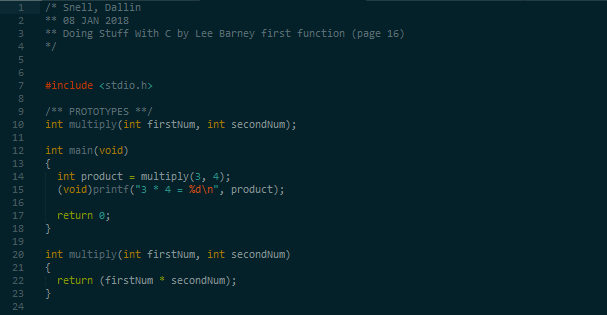 1 /* Snell, Dallin
2 ** 08 JAN 2018
3 ** Doing Stuff With C by Lee Barney first function (page 16)
4 */
5
6
7 #include <stdio.h>
8
9 /** PROTOTYPES **/
10 int multiply(int firstNum, int secondNum);
11
12 int main(void)
13 {
14   int product = multiply(3, 4);
15   (void)printf("3 * 4 = %d\n", product);
16
17   return 0;
18 }
19
20 int multiply(int firstNum, int secondNum)
21 {
22   return (firstNum * secondNum);
23 }
24